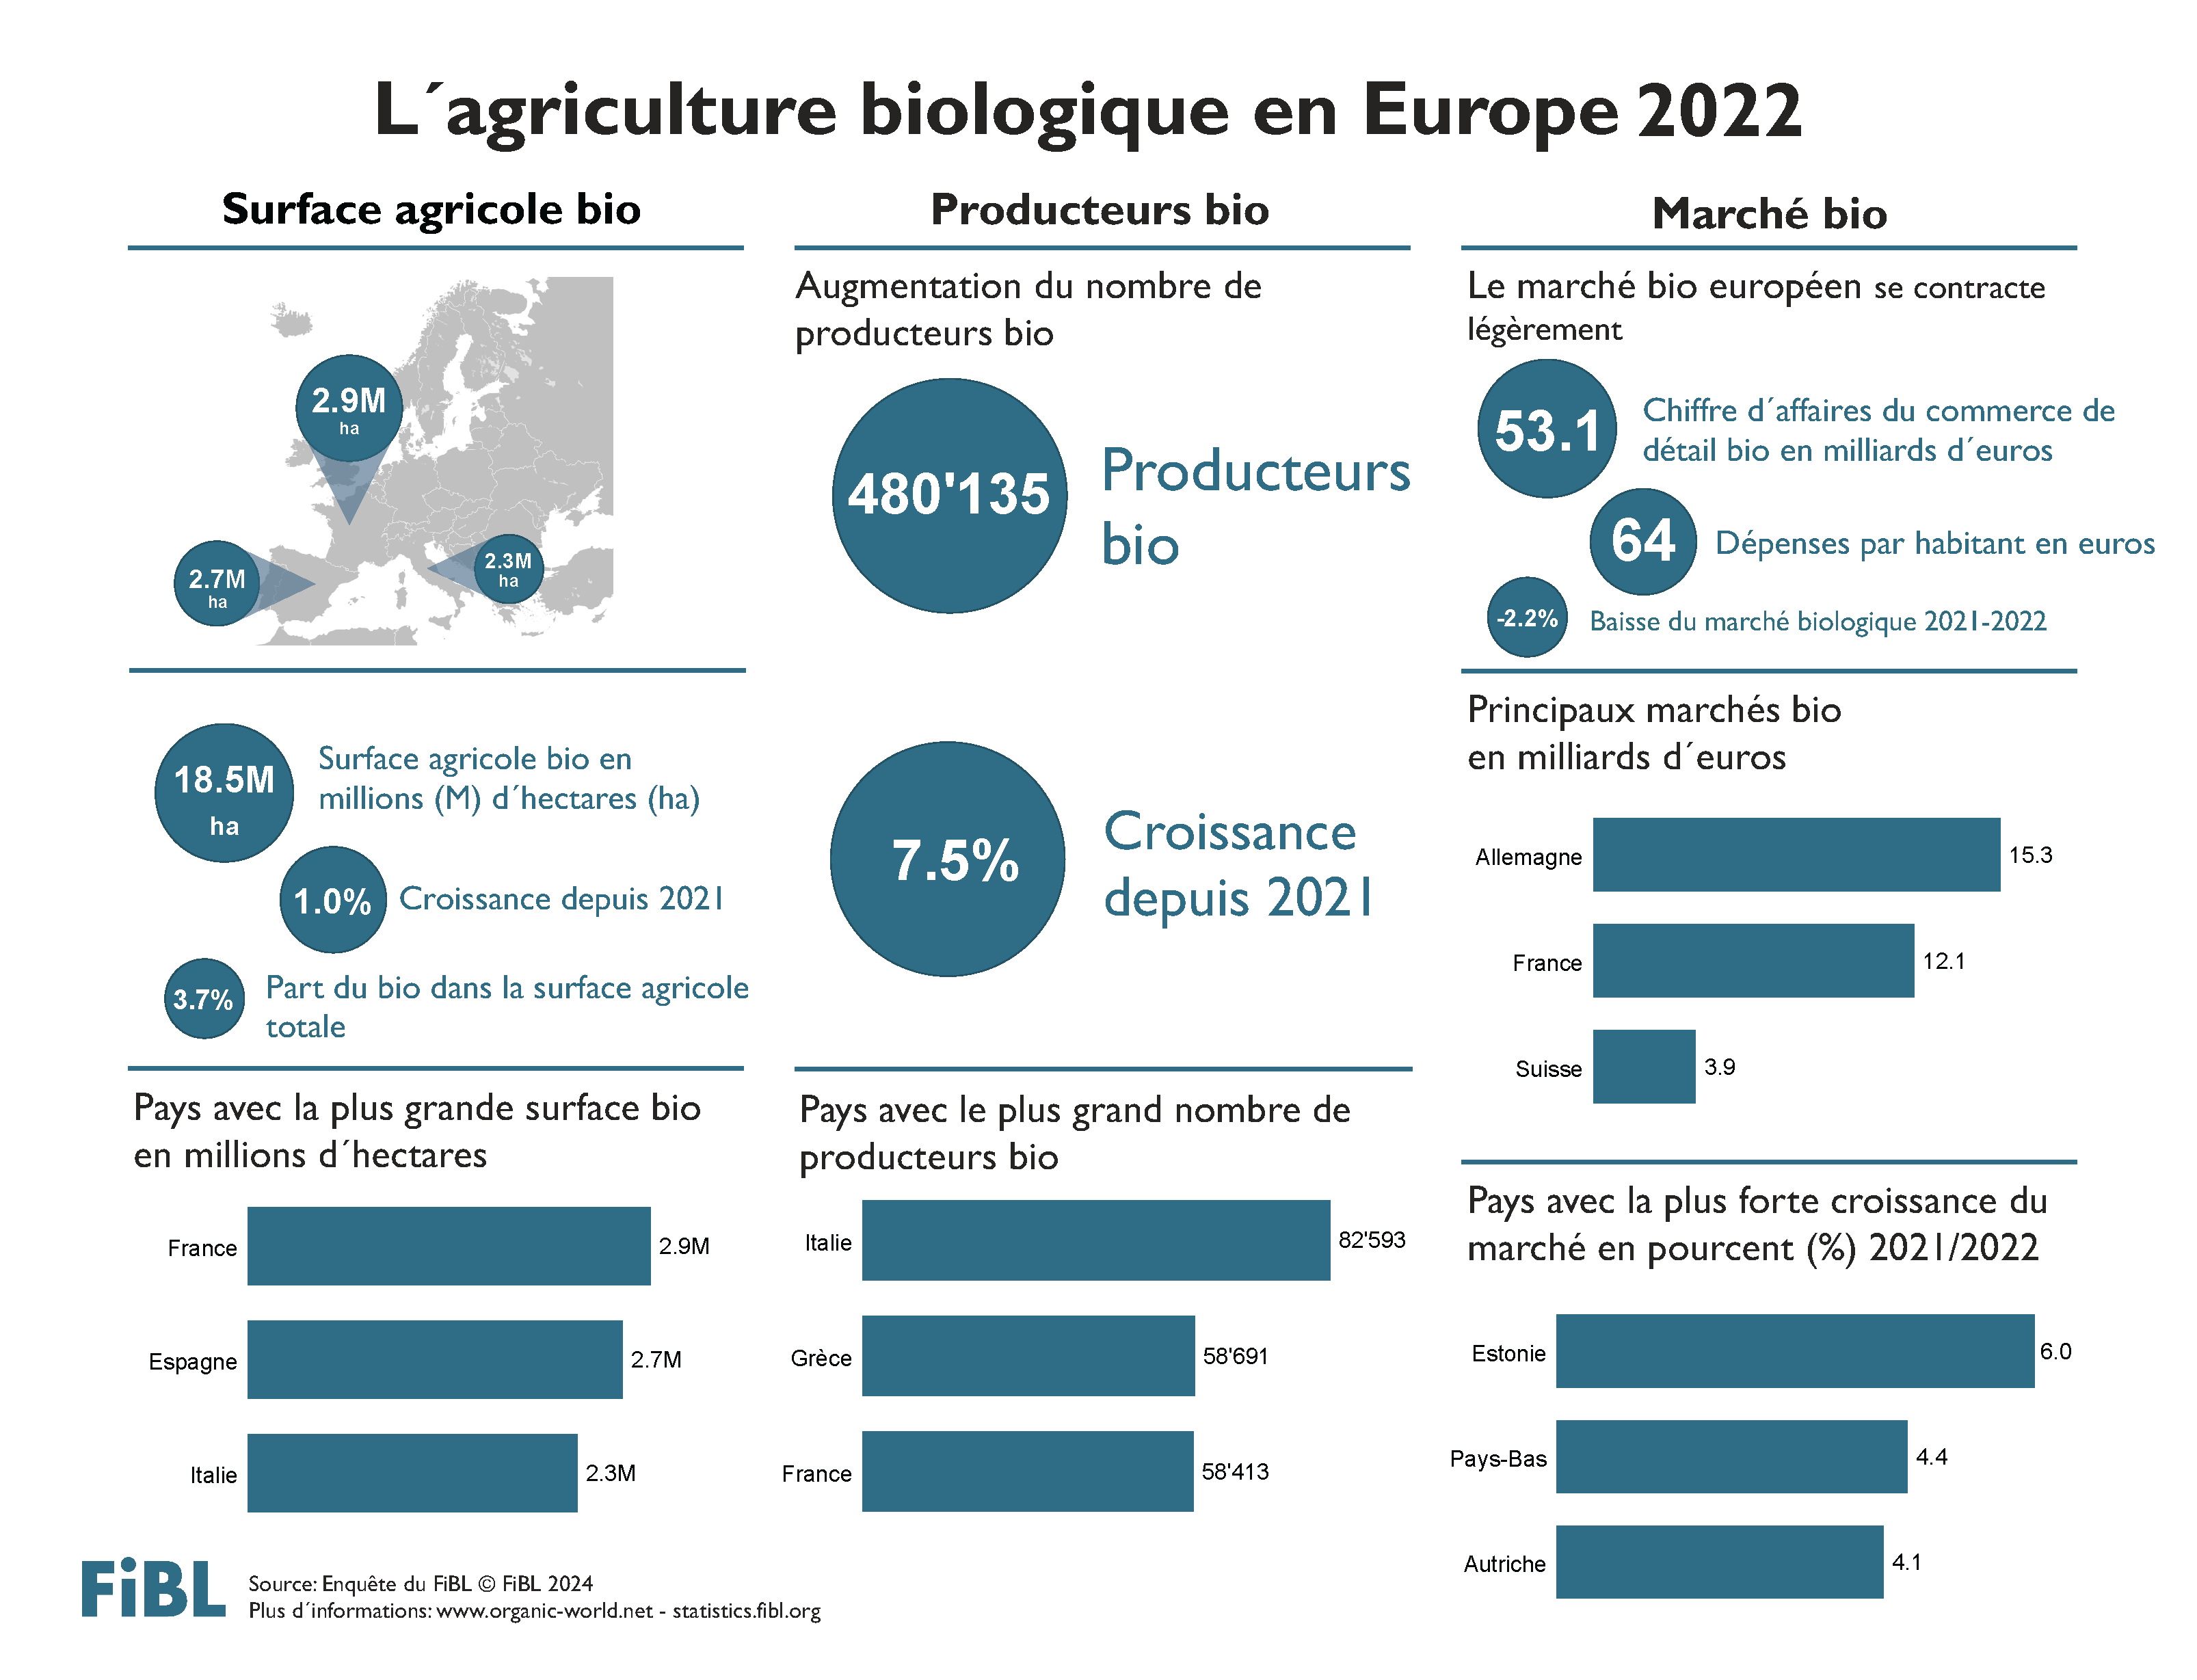 L´agriculture biologique en Europe 2022
Surface agricole bio
2.9M
ha
2.7M
ha
2.3M
ha
18.5M
ha
Surface agricole bio en
millions (M) d´hectares (ha)
1.0%
Croissance depuis 2021
3.7%
Part du bio dans la surface agricole
totale
Pays avec la plus grande surface bio
en millions d´hectares
France 2.9M
Espagne 2.7M
Italie 2.3M
Producteurs bio
Augmentation du nombre de
producteurs bio
480'135
Producteurs
bio
7.5%
Croissance
depuis 2021
Pays avec le plus grand nombre de
producteurs bio
Italie 82'593
Grèce 58'691
France 58'413
Marché bio
Le marché bio européen se contracte
légèrement
53.1
Chiffre d´affaires du commerce de
détail bio en milliards d´euros
64
Dépenses par habitant en euros
-2.2%
Baisse du marché biologique 2021-2022
Principaux marchés bio
en milliards d´euros
Allemagne 15.3
France 12.1
Suisse 3.9
Pays avec la plus forte croissance du
marché en pourcent (%) 2021/2022
Estonie 6.0
Pays-Bas 4.4
Autriche 4.1
FiBL
Source: Enquête du FiBL © FiBL 2024
Plus d´informations: www.organic-world.net - statistics.fibl.org